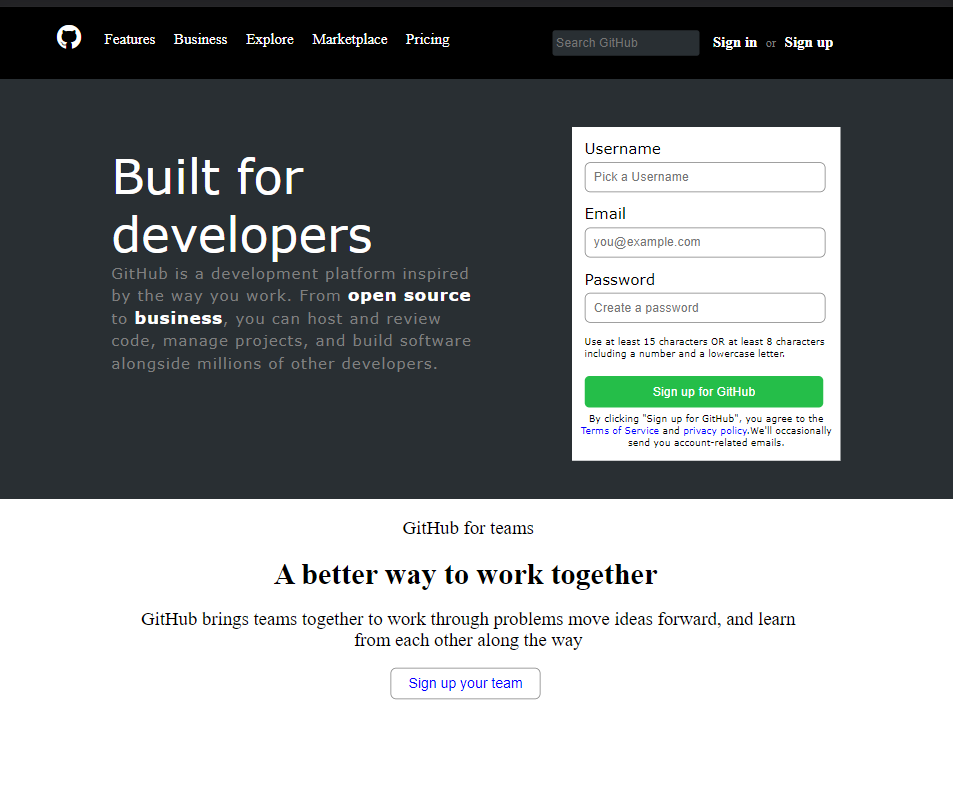 Features Business Explore Marketplace Pricing Search GitHub Sign in or Sign up
Built for
developers
GitHub is a development platform inspired
by the way you work. From open source
to business, you can host and review
code, manage projects, and build software
alongside millions of other developers.
Username
Pick a Username
Email
you@example.com
Password
Create a password
Use at least 15 characters OR at least 8 characters
including a number and a lowercase letter.
Sign up for GitHub
By clicking "Sign up for GitHub", you agree to the
Terms of Service and privacy policy.We'll occasionally
send you account-related emails.
GitHub for teams
A better way to work together
GitHub brings teams together to work through problems move ideas forward, and learn
from each other along the way
Sign up your team